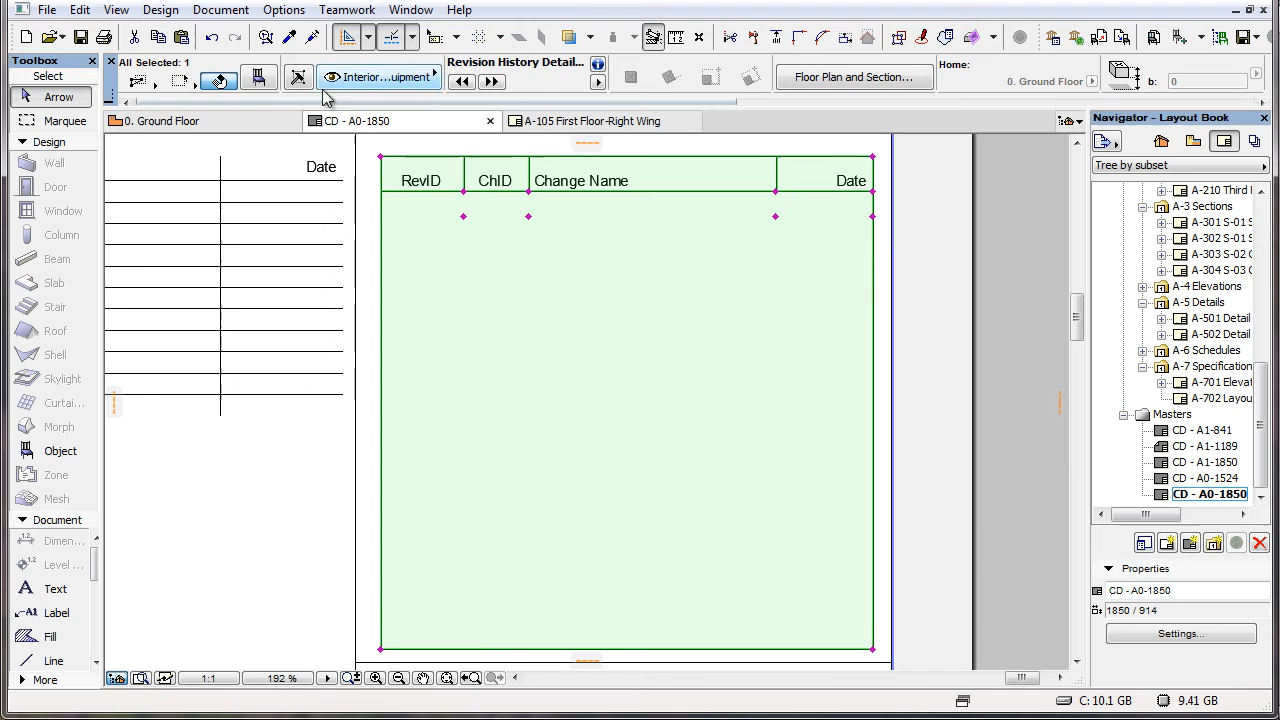 File Edit View Design Document Options Teamwork Window Help
Toolbox
Select
Arrow
Marquee
Design
Wall
Door
Window
Column
Beam
Slab
Stair
Roof
Shell
Skylight
Curtai...
Morph
Object
Zone
Mesh
Document
Dimen...
Level ...
Text
Label
Fill
Line
More
All Selected: 1
Interior...uipment
Revision History Detail...
Floor Plan and Section...
Home:
0. Ground Floor
b:
0
0. Ground Floor
CD - A0-1850
A-105 First Floor-Right Wing
Date
RevID ChID Change Name Date
1:1
192 %
Navigator - Layout Book
Tree by subset
A-210 Third I
A-3 Sections
A-301 S-01 S
A-302 S-01 S
A-303 S-02 C
A-304 S-03 C
A-4 Elevations
A-5 Details
A-501 Detail
A-502 Detail
A-6 Schedules
A-7 Specification
A-701 Elevat
A-702 Layou
Masters
CD - A1-841
CD - A1-1189
CD - A1-1850
CD - A0-1524
CD - A0-1850
Properties
CD - A0-1850
1850 / 914
Settings...
C: 10.1 GB
9.41 GB